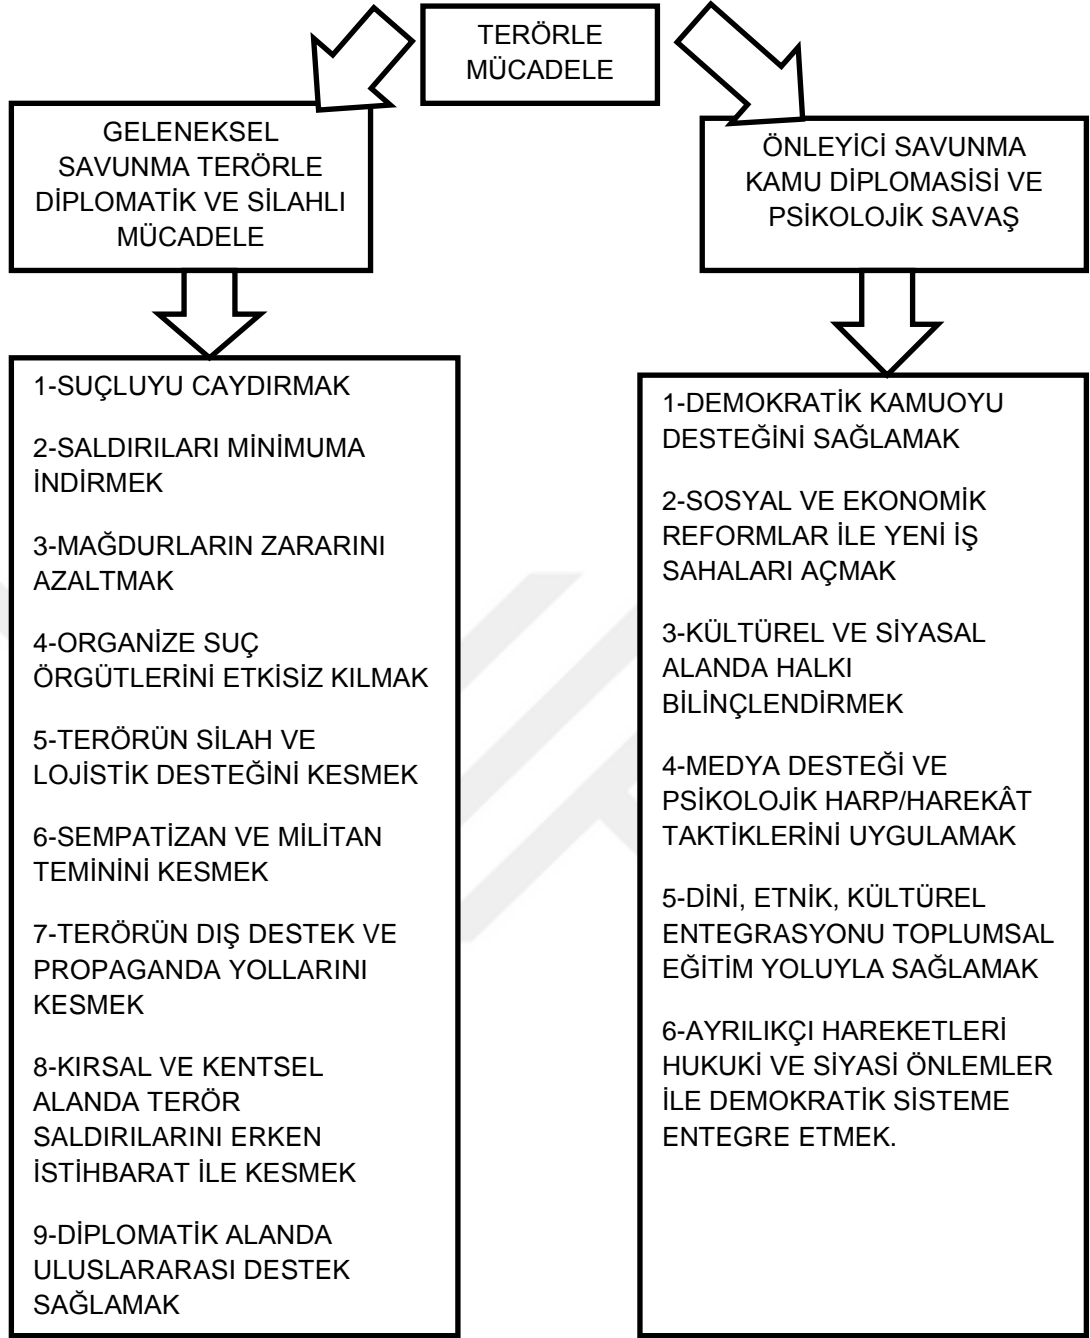 TERÖRLE
MÜCADELE
GELENEKSEL
SAVUNMA TERÖRLE
DİPLOMATİK VE SİLAHLI
MÜCADELE
ÖNLEYİCİ SAVUNMA
KAMU DİPLOMASİSİ VE
PSİKOLOJİK SAVAŞ
1-SUÇLUYU CAYDIRMAK
2-SALDIRILARI MİNİMUMA
İNDİRMEK
3-MAĞDURLARIN ZARARINI
AZALTMAK
4-ORGANİZE SUÇ
ÖRGÜTLERİNİ ETKİSİZ KILMAK
5-TERÖRÜN SİLAH VE
LOJİSTİK DESTEĞİNİ KESMEK
6-SEMPATİZAN VE MİLİTAN
TEMİNİNİ KESMEK
7-TERÖRÜN DIŞ DESTEK VE
PROPAGANDA YOLLARINI
KESMEK
8-KIRSAL VE KENTSEL
ALANDA TERÖR
SALDIRILARINI ERKEN
İSTİHBARAT İLE KESMEK
9-DİPLOMATİK ALANDA
ULUSLARARASI DESTEK
SAĞLAMAK
1-DEMOKRATİK KAMUOYU
DESTEĞİNİ SAĞLAMAK
2-SOSYAL VE EKONOMİK
REFORMLAR İLE YENİ İŞ
SAHALARI AÇMAK
3-KÜLTÜREL VE SİYASAL
ALANDA HALKI
BİLİNÇLENDİRMEK
4-MEDYA DESTEĞİ VE
PSİKOLOJİK HARP/HAREKÂT
TAKTİKLERİNİ UYGULAMAK
5-DİNİ, ETNİK, KÜLTÜREL
ENTEGRASYONU TOPLUMSAL
EĞİTİM YOLUYLA SAĞLAMAK
6-AYRILIKÇI HAREKETLERİ
HUKUKİ VE SİYASİ ÖNLEMLER
İLE DEMOKRATİK SİSTEME
ENTEGRE ETMEK.